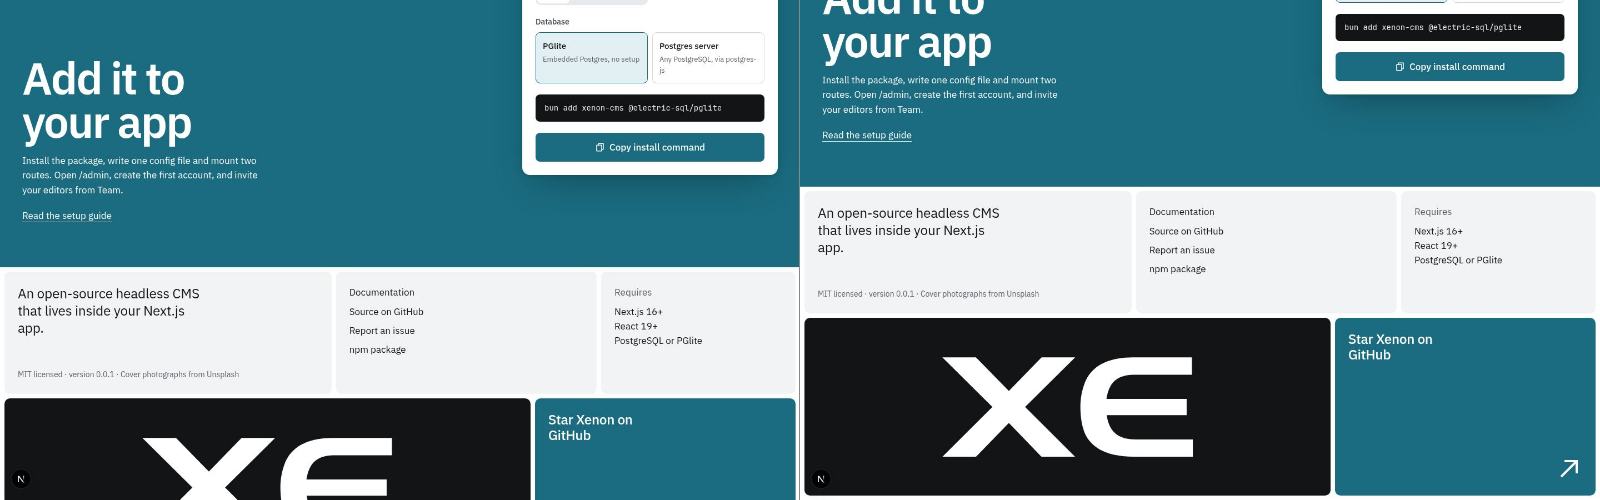 Database
PGlite
Embedded Postgres, no setup
Postgres server
Any PostgreSQL, via postgres-
js
bun add xenon-cms @electric-sql/pglite
Copy install command
Add it to
your app
Install the package, write one config file and mount two
routes. Open /admin, create the first account, and invite
your editors from Team.
Read the setup guide
An open-source headless CMS
that lives inside your Next.js
app.
MIT licensed · version 0.0.1 · Cover photographs from Unsplash
Documentation
Source on GitHub
Report an issue
npm package
Requires
Next.js 16+
React 19+
PostgreSQL or PGlite
XE
N
Star Xenon on
GitHub
Add it to
your app
Install the package, write one config file and mount two
routes. Open /admin, create the first account, and invite
your editors from Team.
Read the setup guide
bun add xenon-cms @electric-sql/pglite
Copy install command
An open-source headless CMS
that lives inside your Next.js
app.
MIT licensed · version 0.0.1 · Cover photographs from Unsplash
Documentation
Source on GitHub
Report an issue
npm package
Requires
Next.js 16+
React 19+
PostgreSQL or PGlite
XE
N
Star Xenon on
GitHub